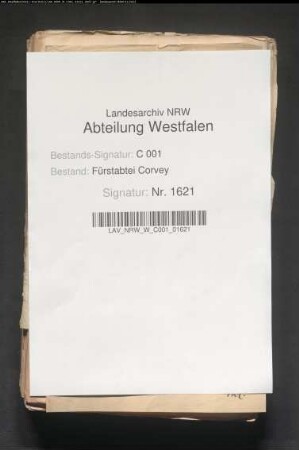 Landesarchiv NRW
Abteilung Westfalen
Bestands-Signatur: C 001
Bestand: Fürstabtei Corvey
Signatur: Nr. 1621
LAV_NRW_W_C001_01621